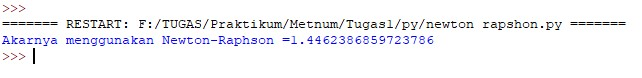 >>>
======= RESTART: F:/TUGAS/Praktikum/Metnum/Tugas1/py/newton rapshon.py =======
Akarnya menggunakan Newton-Raphson =1.4462386859723786
>>>